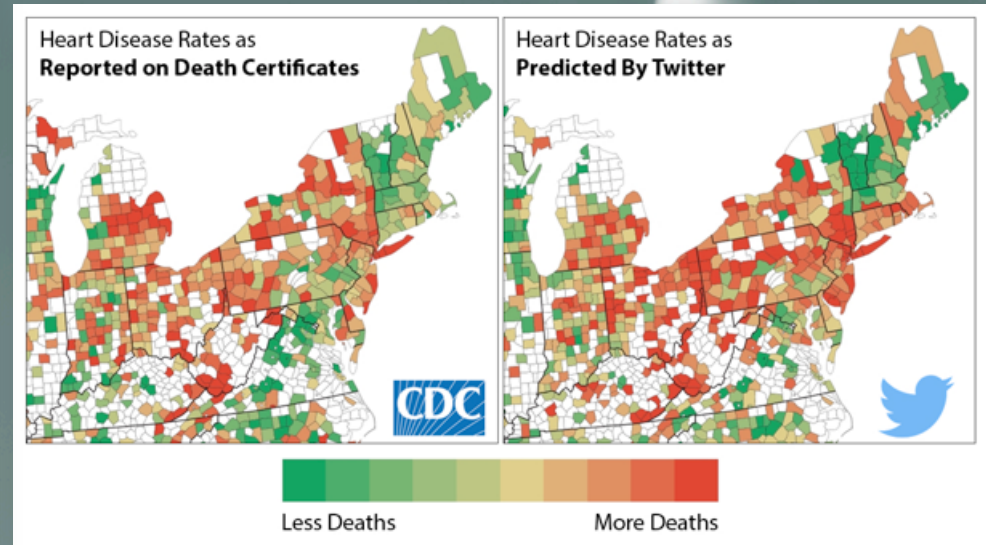 Heart Disease Rates as
Reported on Death Certificates
Heart Disease Rates as
Predicted By Twitter
CDC
Less Deaths
More Deaths